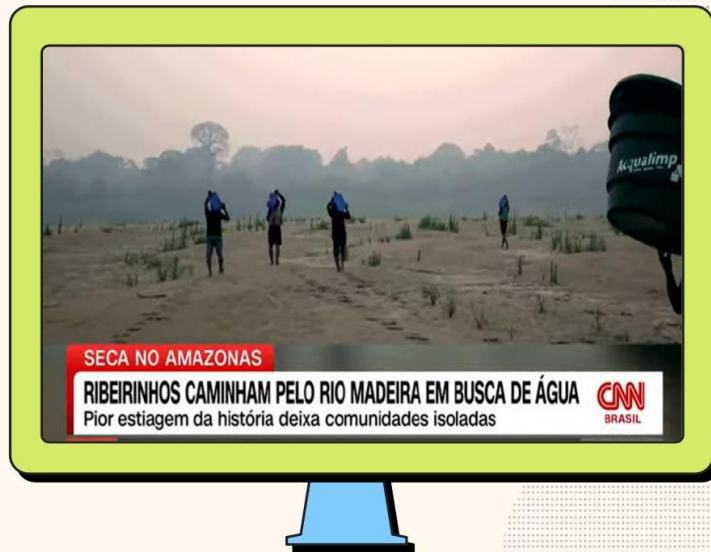 Acqualimp
SECA NO AMAZONAS
RIBEIRINHOS CAMINHAM PELO RIO MADEIRA EM BUSCA DE ÁGUA
Pior estiagem da história deixa comunidades isoladas
CNN
BRASIL